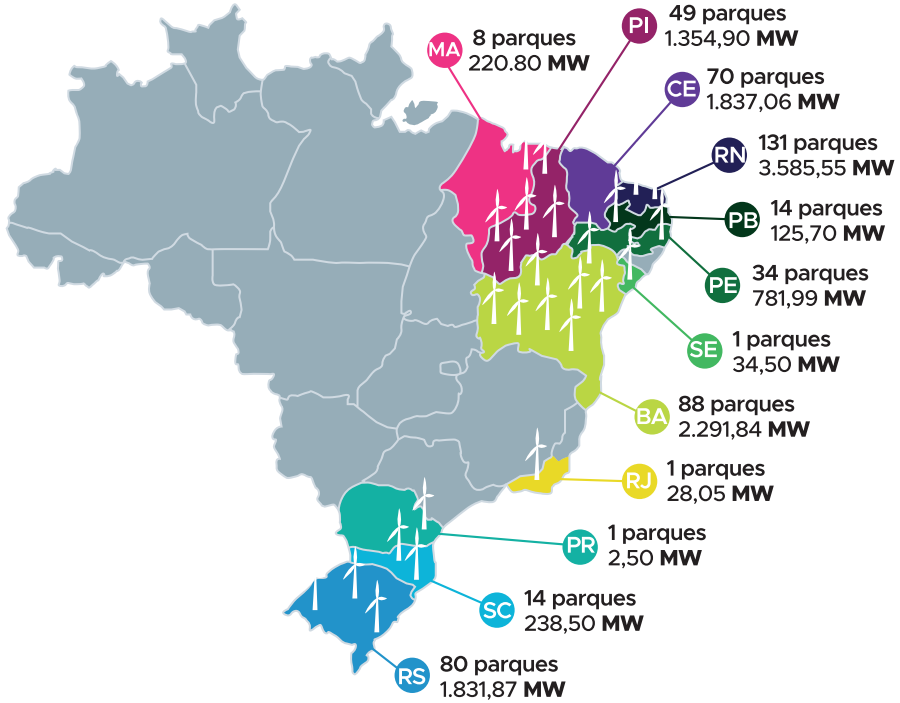 PI
49 parques
1.354,90 MW
MA
8 parques
220.80 MW
CE
70 parques
1.837,06 MW
RN
131 parques
3.585,55 MW
PB
14 parques
125,70 MW
PE
34 parques
781,99 MW
SE
1 parques
34,50 MW
BA
88 parques
2.291,84 MW
RJ
1 parques
28,05 MW
PR
1 parques
2,50 MW
SC
14 parques
238,50 MW
RS
80 parques
1.831,87 MW